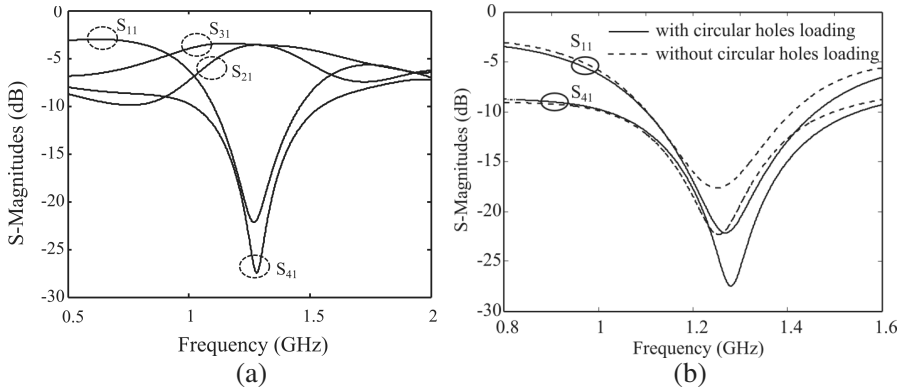 0
-5
-10
-15
-20
-25
-30
S-Magnitudes (dB)
S11
S31
S21
S41
0.5
1
1.5
2
Frequency (GHz)
(a)
0
-5
-10
-15
-20
-25
-30
S-Magnitudes (dB)
with circular holes loading
without circular holes loading
S11
S41
0.8
1
1.2
1.4
1.6
Frequency (GHz)
(b)